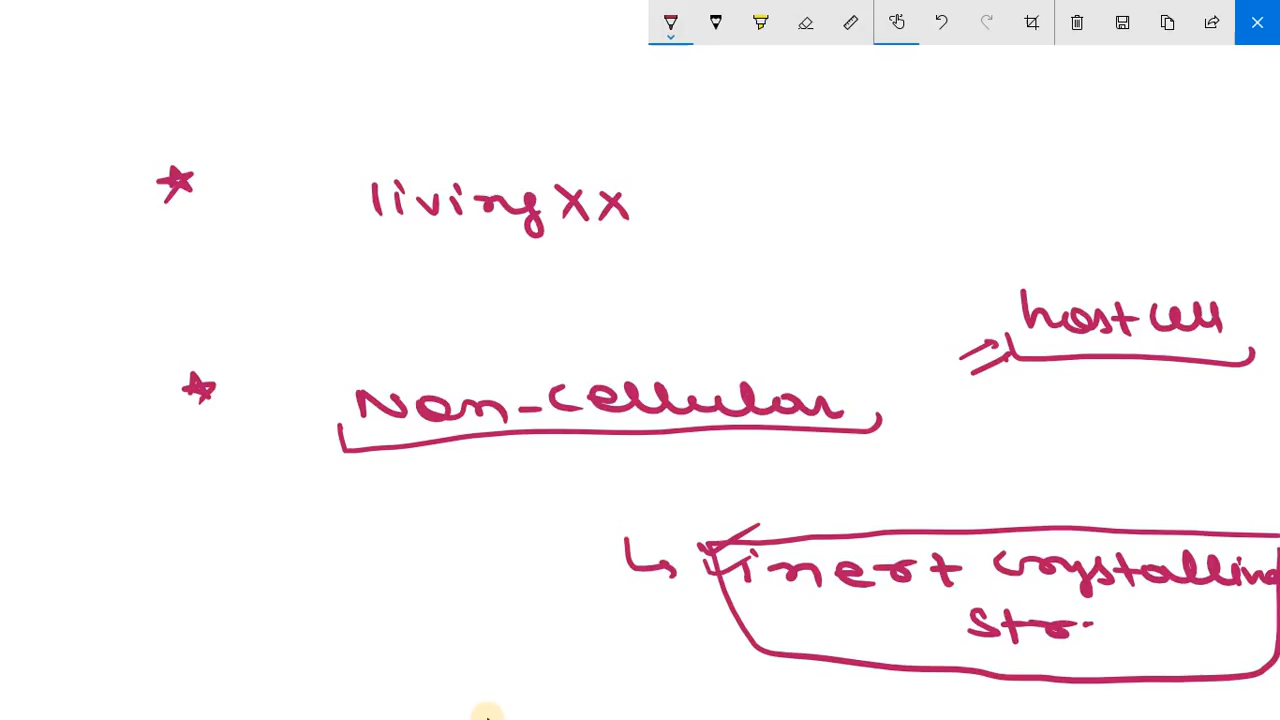 living XX
host cell
Non-cellular
inert crystalline
str.